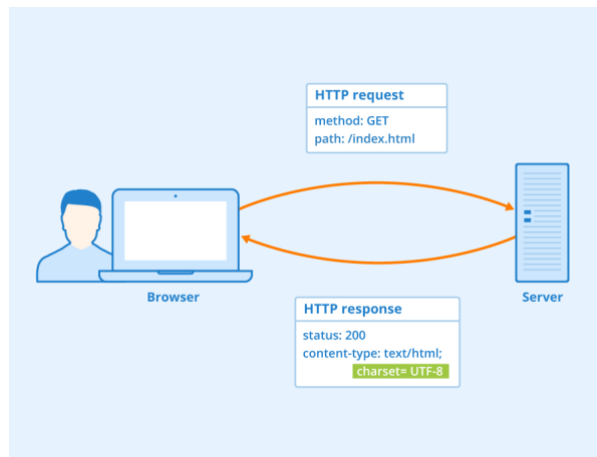 HTTP request
method: GET
path: /index.html
Browser
Server
HTTP response
status: 200
content-type: text/html;
charset= UTF-8